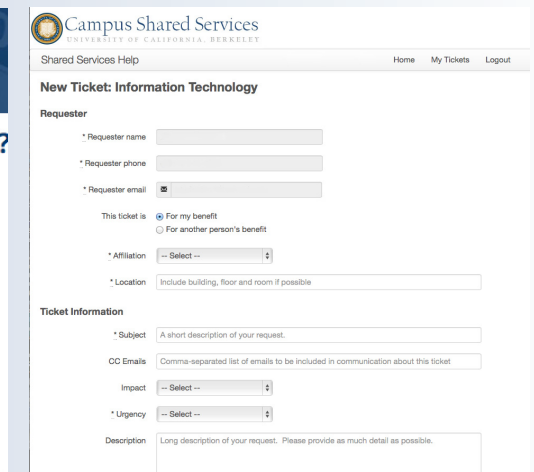 Campus Shared Services
UNIVERSITY OF CALIFORNIA, BERKELEY
Shared Services Help Home My Tickets Logout
?
New Ticket: Information Technology
Requester
* Requester name
* Requester phone
* Requester email
This ticket is For my benefit
For another person's benefit
* Affiliation -- Select --
* Location Include building, floor and room if possible
Ticket Information
* Subject A short description of your request.
CC Emails Comma-separated list of emails to be included in communication about this ticket
Impact -- Select --
* Urgency -- Select --
Description Long description of your request. Please provide as much detail as possible.